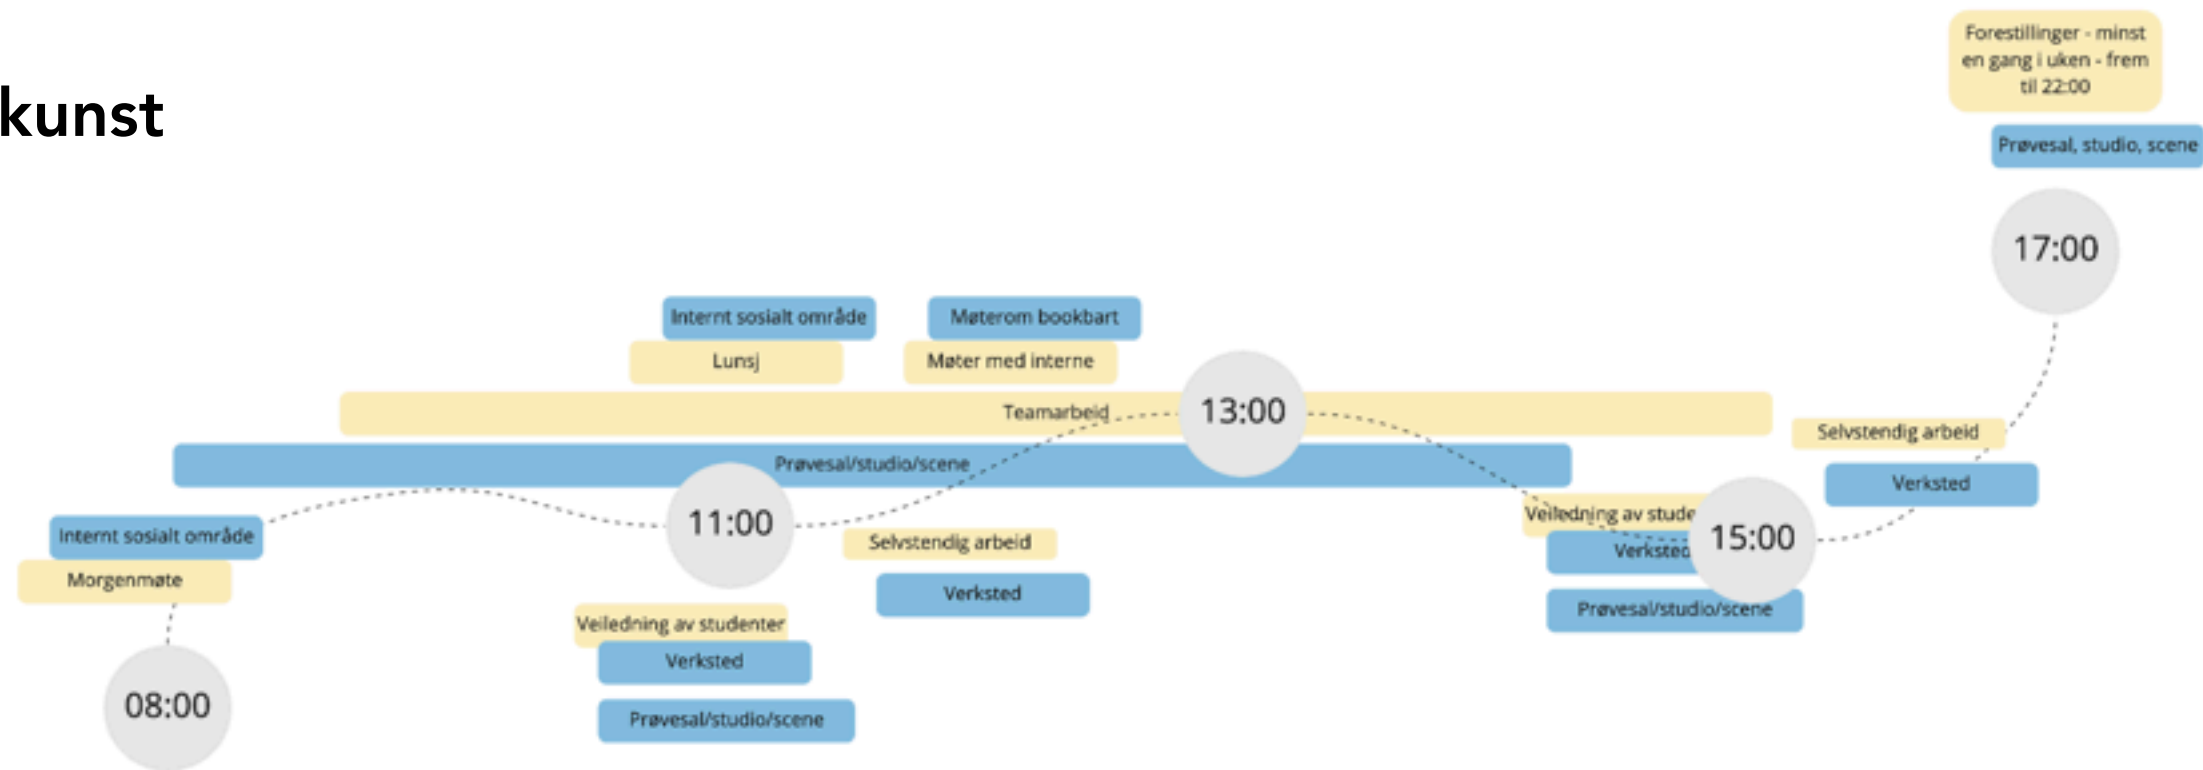 kunst
Forestillinger - minst
en gang i uken - frem
til 22:00
Prøvesal, studio, scene
17:00
Internt sosialt område
Møterom bookbart
Lunsj
Møter med interne
Teamarbeid
13:00
Selvstendig arbeid
Prøvesal/studio/scene
Verksted
11:00
Veiledning av stude
15:00
Internt sosialt område
Selvstendig arbeid
Verksted
Morgenmøte
Verksted
Prøvesal/studio/scene
Veiledning av studenter
Verksted
08:00
Prøvesal/studio/scene